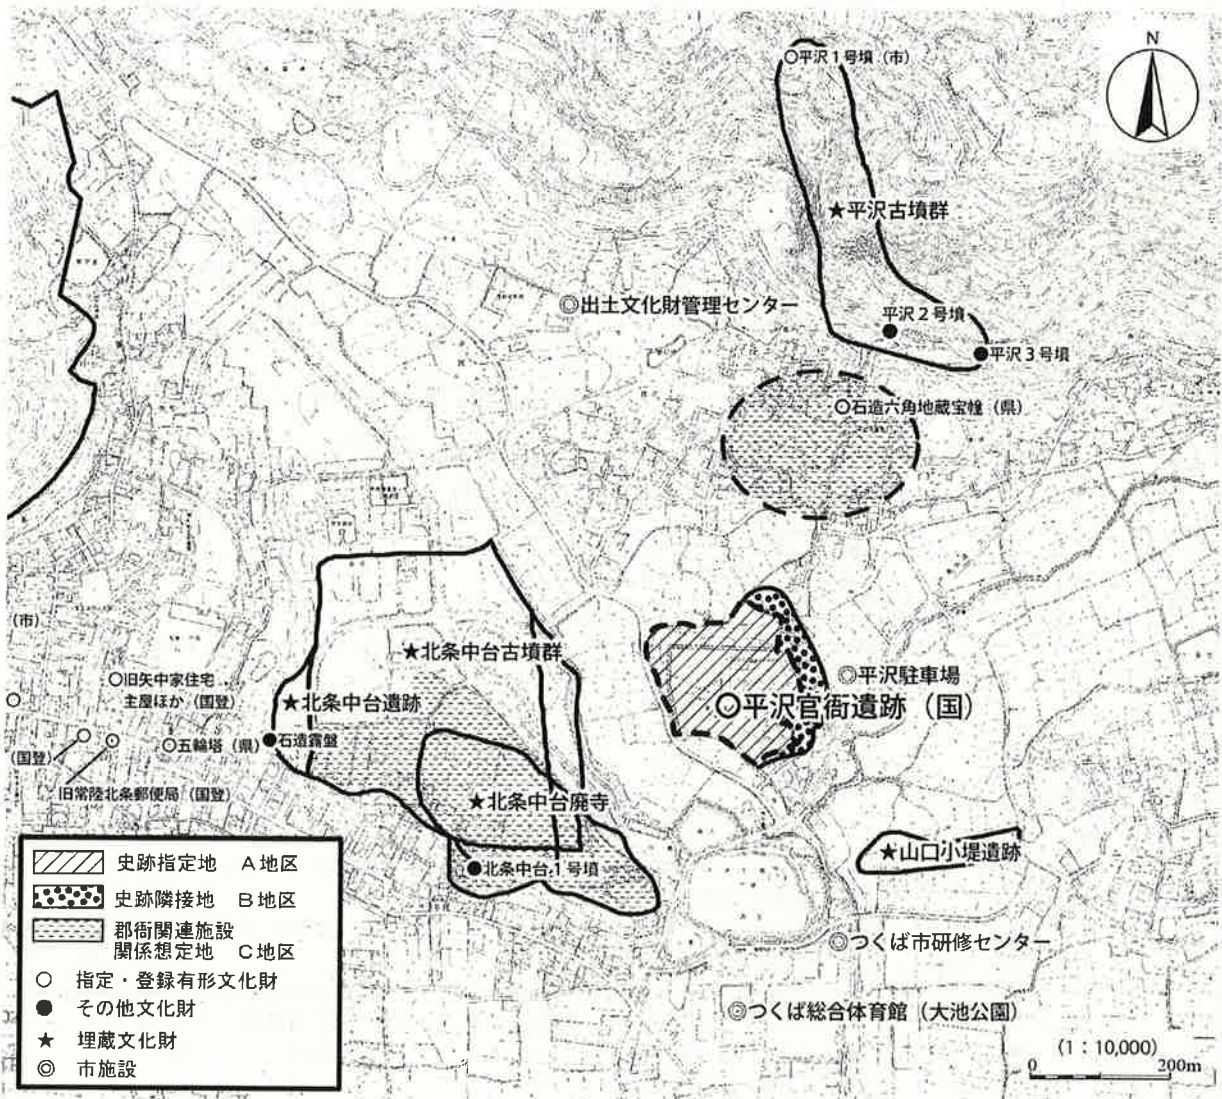 N
○平沢１号墳（市）
★平沢古墳群
◎出土文化財管理センター
平沢２号墳
平沢３号墳
○石造六角地蔵宝幢（県）
（市）
★北条中台古墳群
○旧矢中家住宅
主屋ほか（国登）
★北条中台遺跡
◎平沢駐車場
○平沢官衙遺跡（国）
○五輪塔（県）
●石造露盤
（国登）
旧常陸北条郵便局（国登）
★北条中台廃寺
★山口小堤遺跡
●北条中台１号墳
◎つくば市研修センター
◎つくば総合体育館（大池公園）
史跡指定地　A地区
史跡隣接地　B地区
郡衙関連施設
関係想定地　C地区
○　指定・登録有形文化財
●　その他文化財
★　埋蔵文化財
◎　市施設
（1：10,000）
0　200m